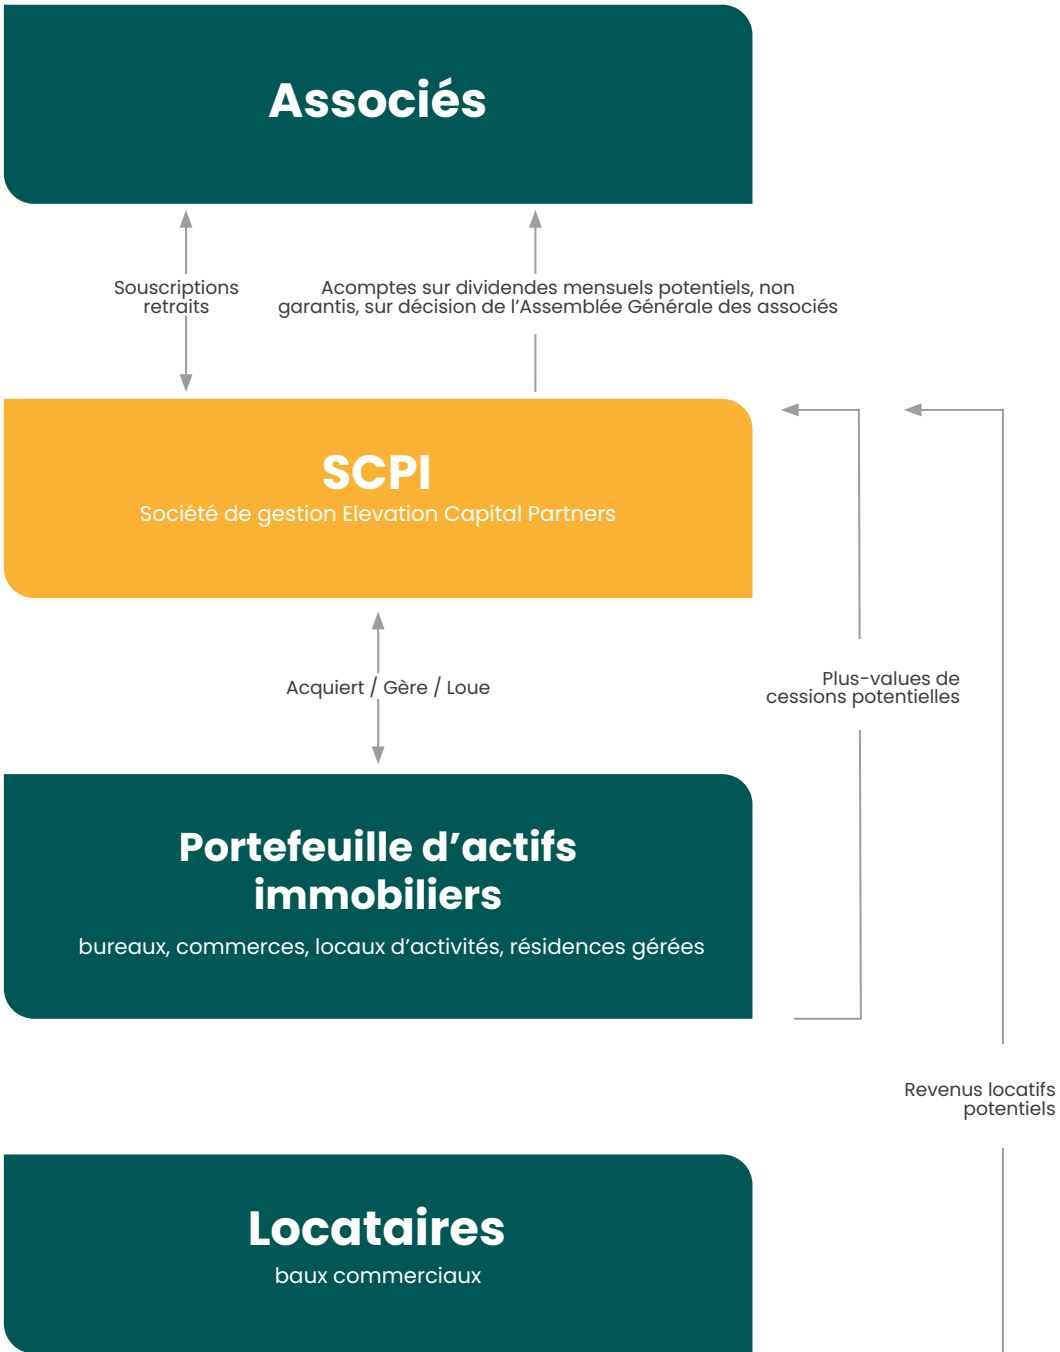 Associés
Souscriptions
retraits
Acomptes sur dividendes mensuels potentiels, non
garantis, sur décision de l’Assemblée Générale des associés
SCPI
Société de gestion Elevation Capital Partners
Acquiert / Gère / Loue
Plus-values de
cessions potentielles
Portefeuille d’actifs
immobiliers
bureaux, commerces, locaux d’activités, résidences gérées
Revenus locatifs
potentiels
Locataires
baux commerciaux